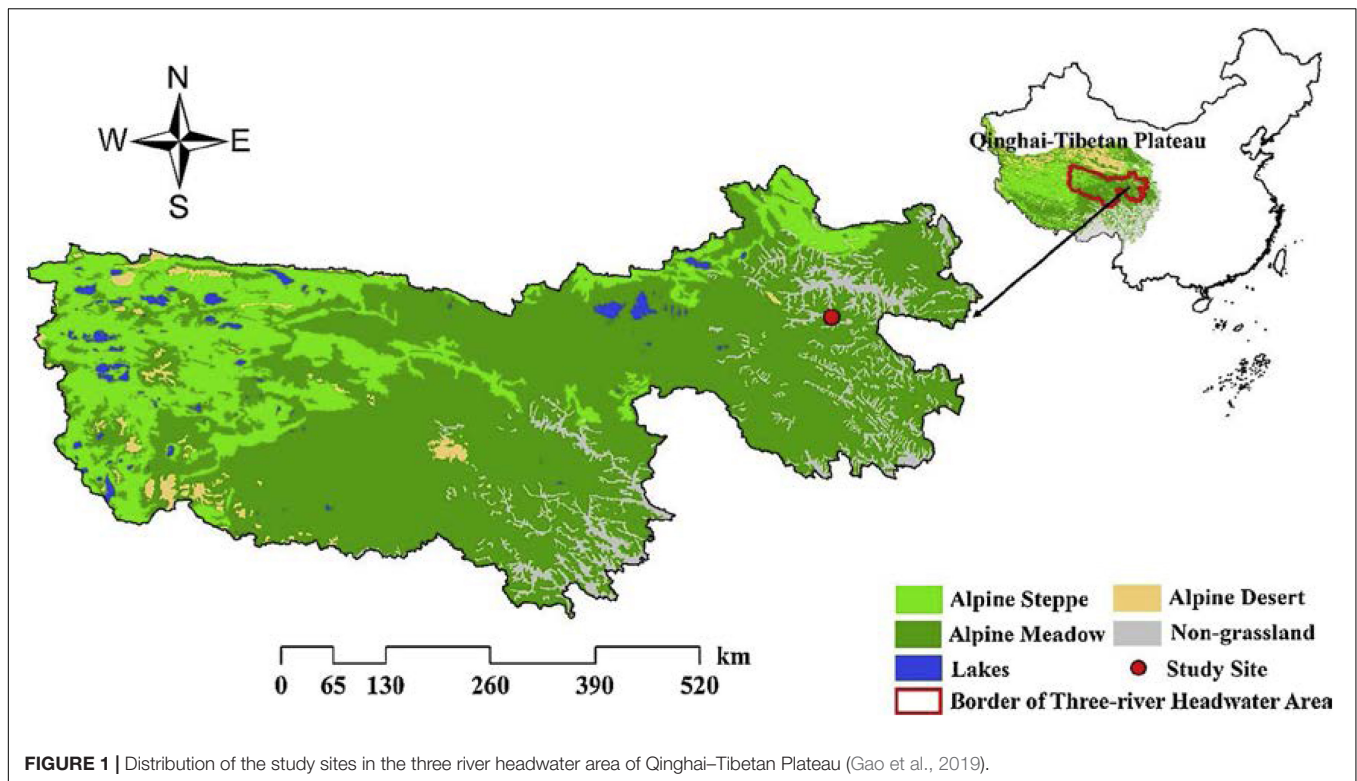 N
W E
S
Qinghai-Tibetan Plateau
Alpine Steppe
Alpine Desert
Alpine Meadow
Non-grassland
Lakes
Study Site
Border of Three-river Headwater Area
km
0 65 130 260 390 520
FIGURE 1 | Distribution of the study sites in the three river headwater area of Qinghai–Tibetan Plateau (Gao et al., 2019).